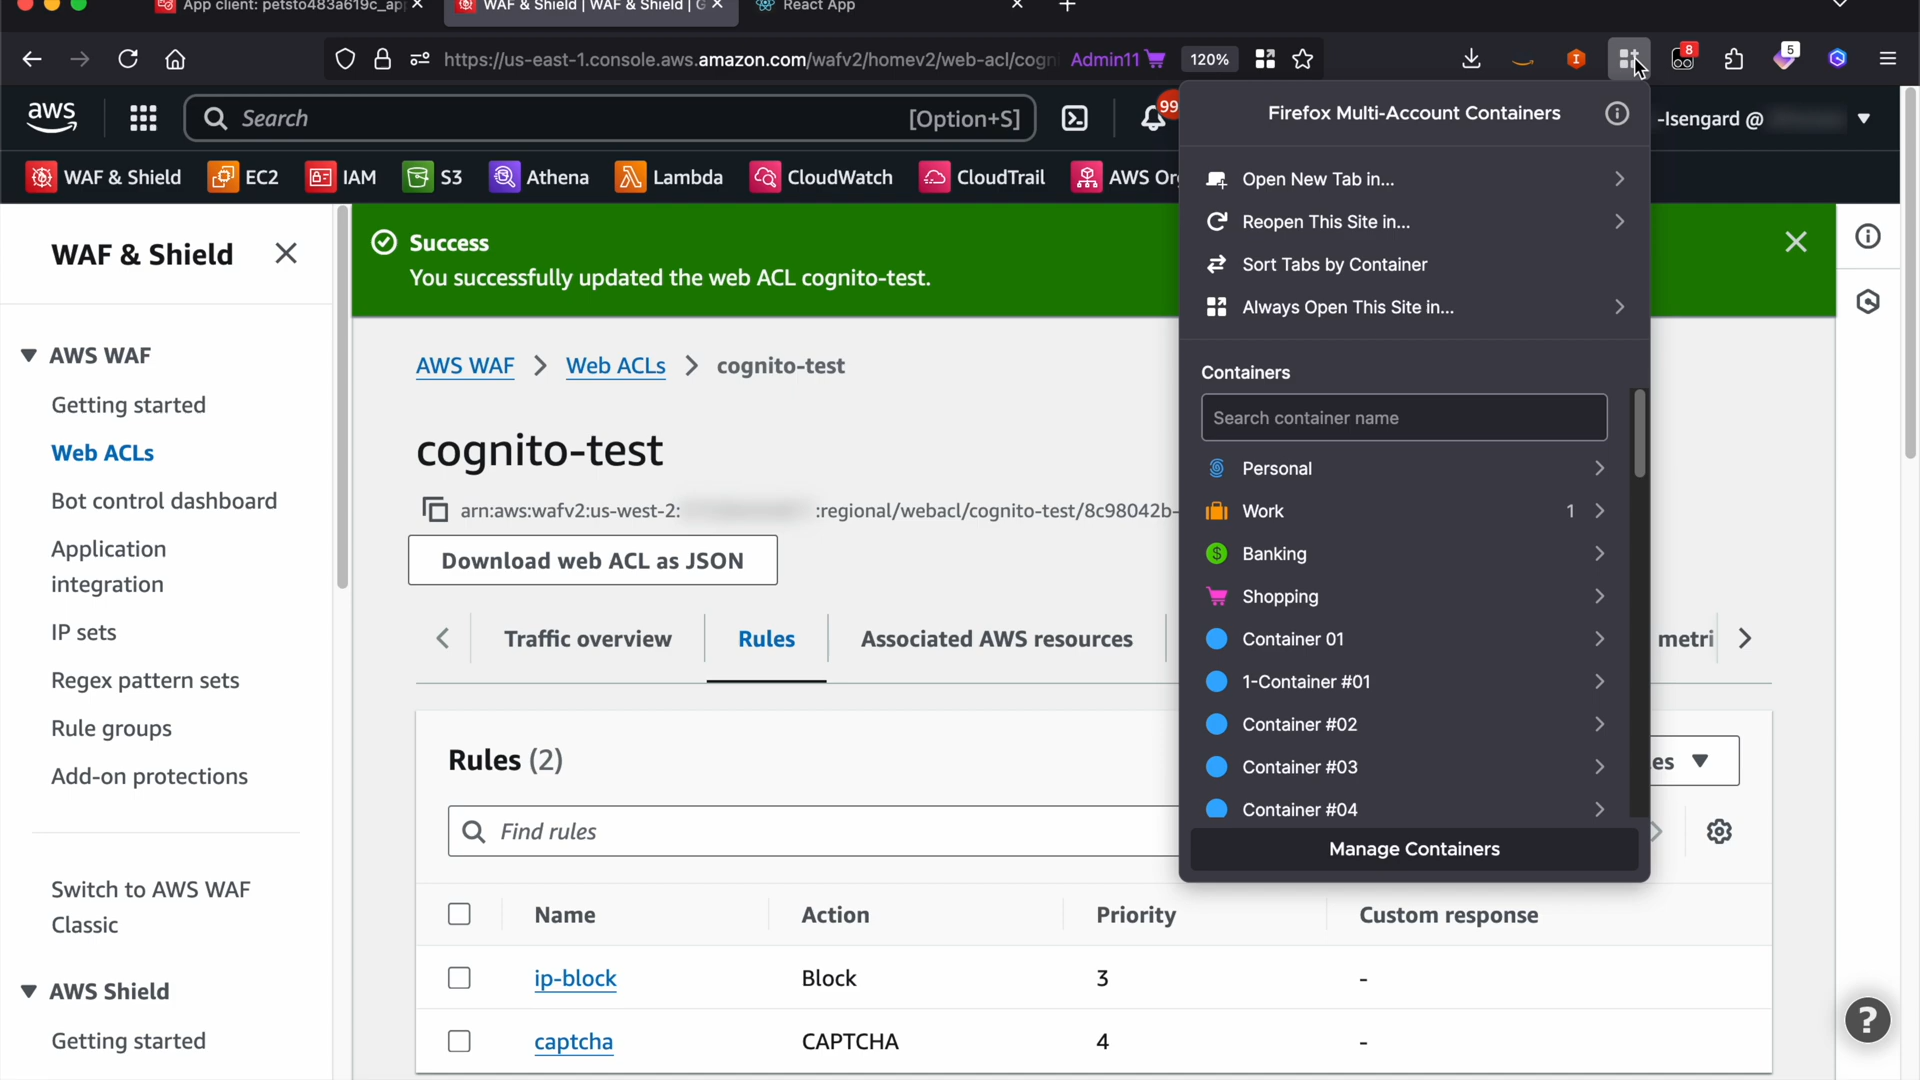 App client: petsto483a619c_ap
WAF & Shield | WAF & Shield | G
React App
https://us-east-1.console.aws.amazon.com/wafv2/homev2/web-acl/cogn
Admin11
120%
8
5
aws
Search
[Option+S]
99
-Isengard @
WAF & Shield
EC2
IAM
S3
Athena
Lambda
CloudWatch
CloudTrail
AWS Or
Firefox Multi-Account Containers
Open New Tab in...
Reopen This Site in...
Sort Tabs by Container
Always Open This Site in...
Containers
Search container name
Personal
Work
1
Banking
Shopping
Container 01
1-Container #01
Container #02
Container #03
Container #04
Manage Containers
WAF & Shield
AWS WAF
Getting started
Web ACLs
Bot control dashboard
Application
integration
IP sets
Regex pattern sets
Rule groups
Add-on protections
Switch to AWS WAF
Classic
AWS Shield
Getting started
Success
You successfully updated the web ACL cognito-test.
AWS WAF
Web ACLs
cognito-test
cognito-test
arn:aws:wafv2:us-west-2:
:regional/webacl/cognito-test/8c98042b-
Download web ACL as JSON
Traffic overview
Rules
Associated AWS resources
metri
Rules (2)
es
Find rules
Name
Action
Priority
Custom response
ip-block
Block
3
-
captcha
CAPTCHA
4
-
?